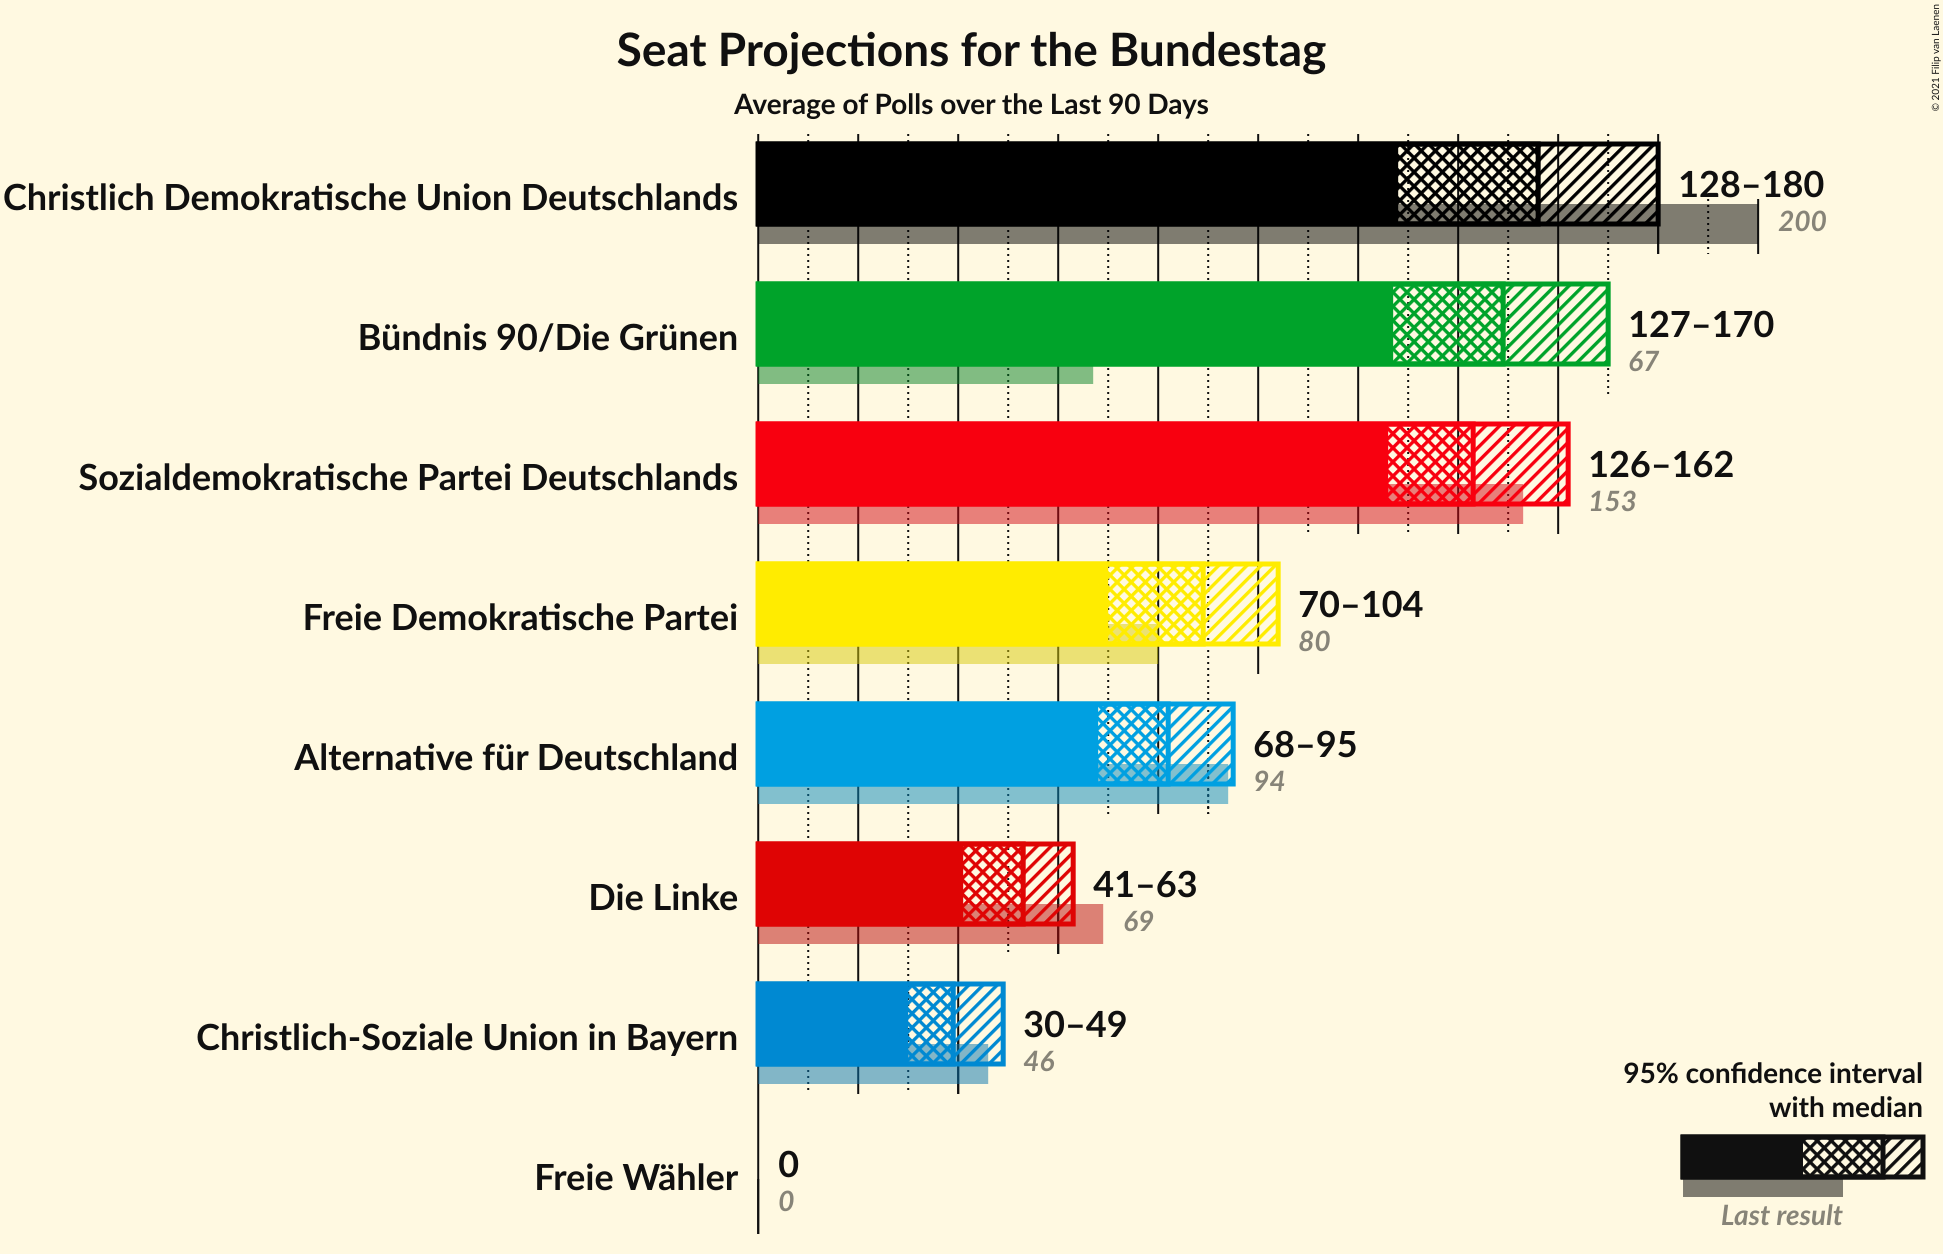 Seat Projections for the Bundestag
Average of Polls over the Last 90 Days
© 2021 Filip van Laenen
Christlich Demokratische Union Deutschlands
128–180
200
Bündnis 90/Die Grünen
127–170
67
Sozialdemokratische Partei Deutschlands
126–162
153
Freie Demokratische Partei
70–104
80
Alternative für Deutschland
68–95
94
Die Linke
41–63
69
Christlich-Soziale Union in Bayern
30–49
46
Freie Wähler
0
0
95% confidence interval
with median
Last result